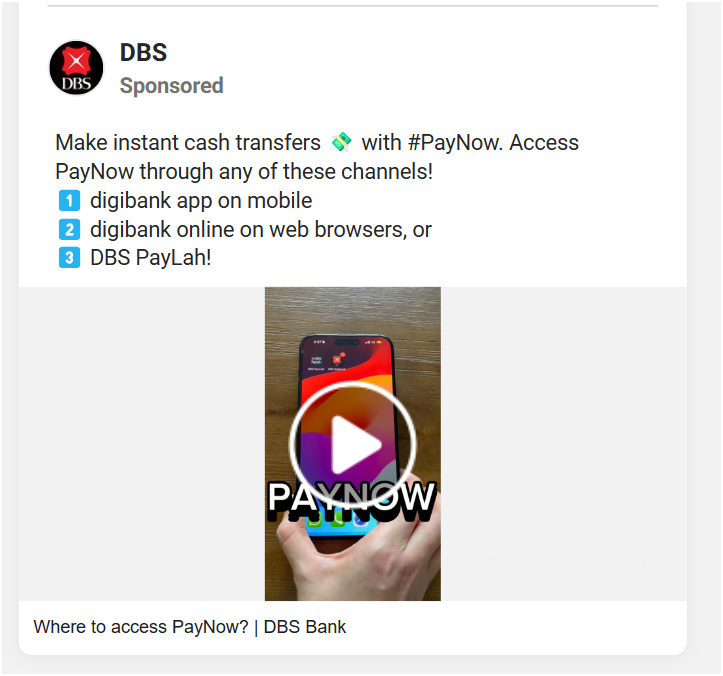 DBS
DBS
Sponsored
Make instant cash transfers 💸 with #PayNow. Access
PayNow through any of these channels!
1️⃣ digibank app on mobile
2️⃣ digibank online on web browsers, or
3️⃣ DBS PayLah!
PAYNOW
Where to access PayNow? | DBS Bank